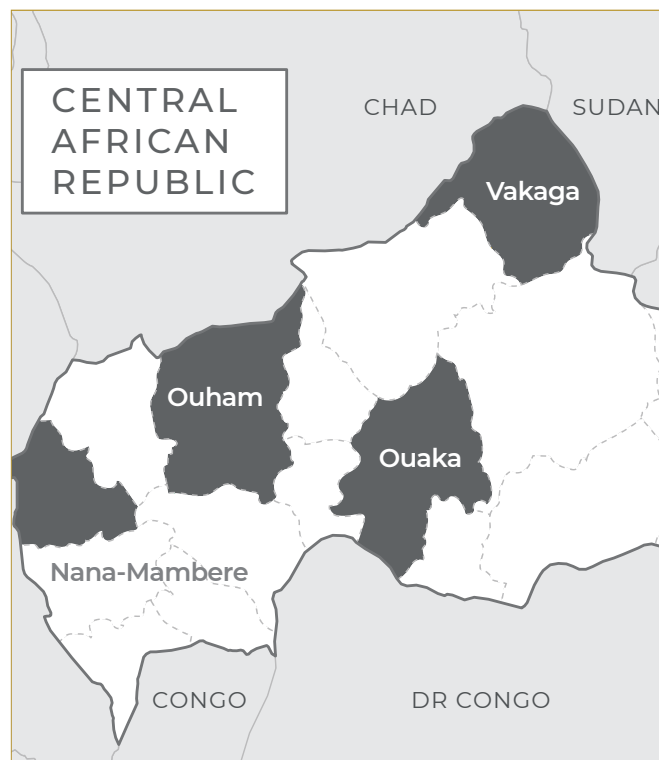 CENTRAL
AFRICAN
REPUBLIC
CHAD
SUDAN
Vakaga
Ouham
Ouaka
Nana-Mambere
CONGO
DR CONGO